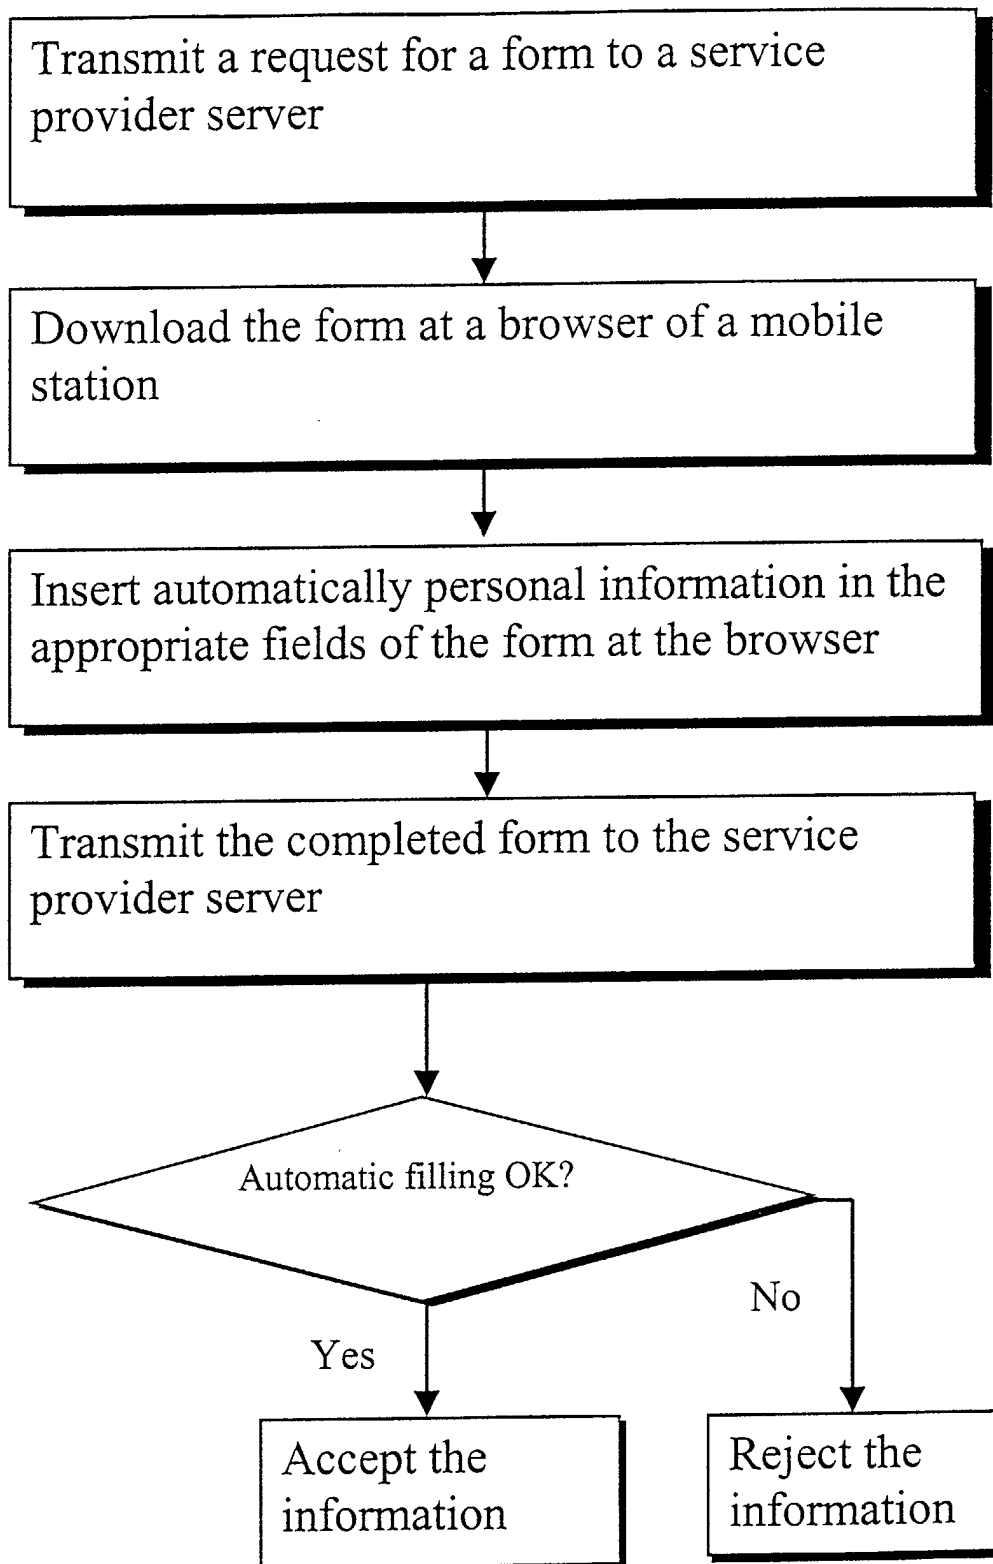 Transmit a request for a form to a service
provider server
Download the form at a browser of a mobile
station
Insert automatically personal information in the
appropriate fields of the form at the browser
Transmit the completed form to the service
provider server
Automatic filling OK?
No
Yes
Accept the
information
Reject the
information